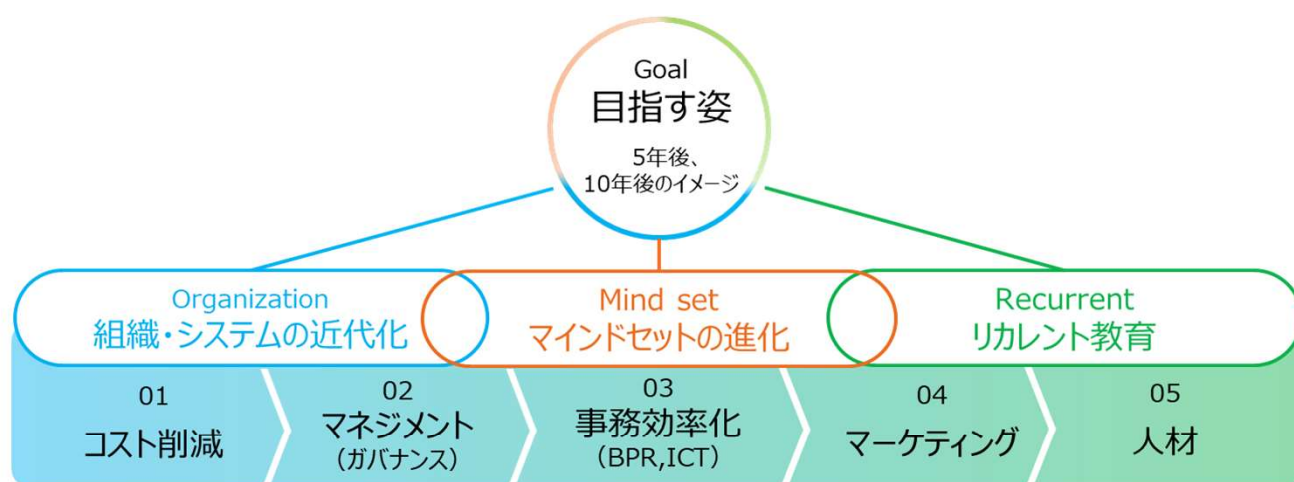 Goal
目指す姿
5年後、
10年後のイメージ
Organization
組織・システムの近代化
Mind set
マインドセットの進化
Recurrent
リカレント教育
01
コスト削減
02
マネジメント
(ガバナンス)
03
事務効率化
(BPR,ICT)
04
マーケティング
05
人材